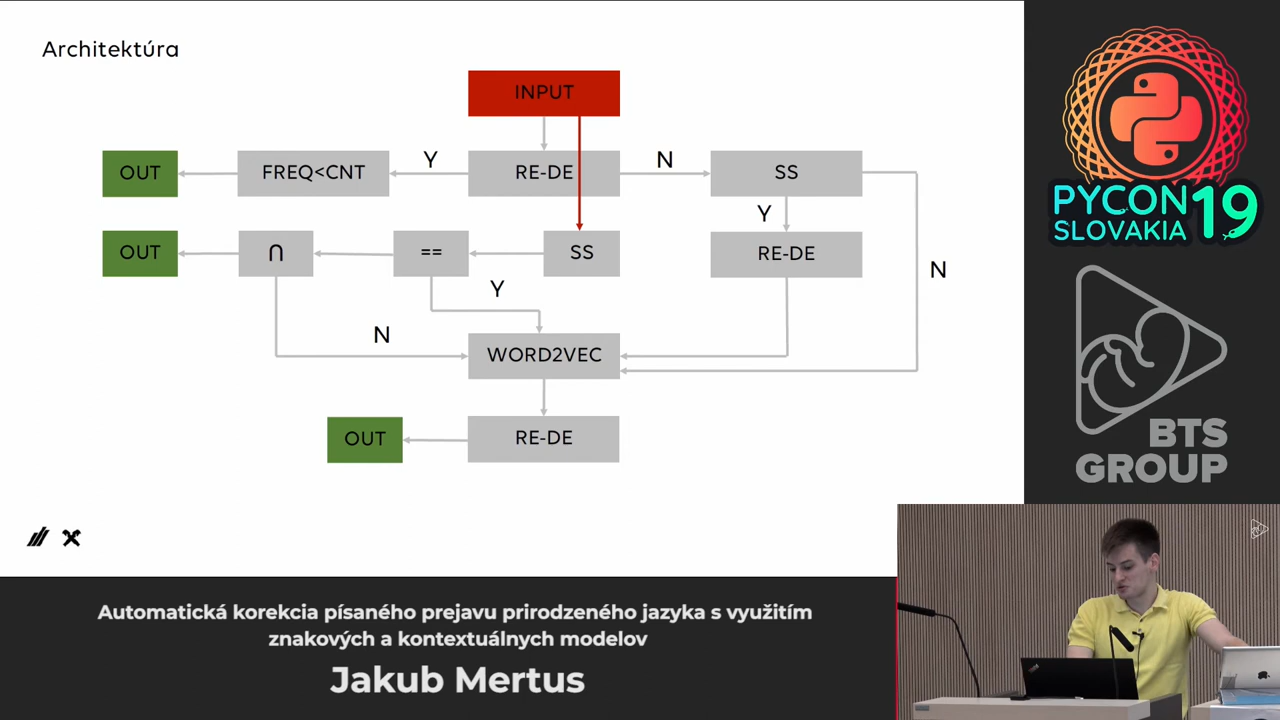 Architektúra
INPUT
OUT
FREQ<CNT
Y
RE-DE
N
SS
Y
OUT
∩
==
SS
RE-DE
N
Y
N
WORD2VEC
OUT
RE-DE
PYCON 19
SLOVAKIA
BTS
GROUP
Automatická korekcia písaného prejavu prirodzeného jazyka s využitím
znakových a kontextuálnych modelov
Jakub Mertus